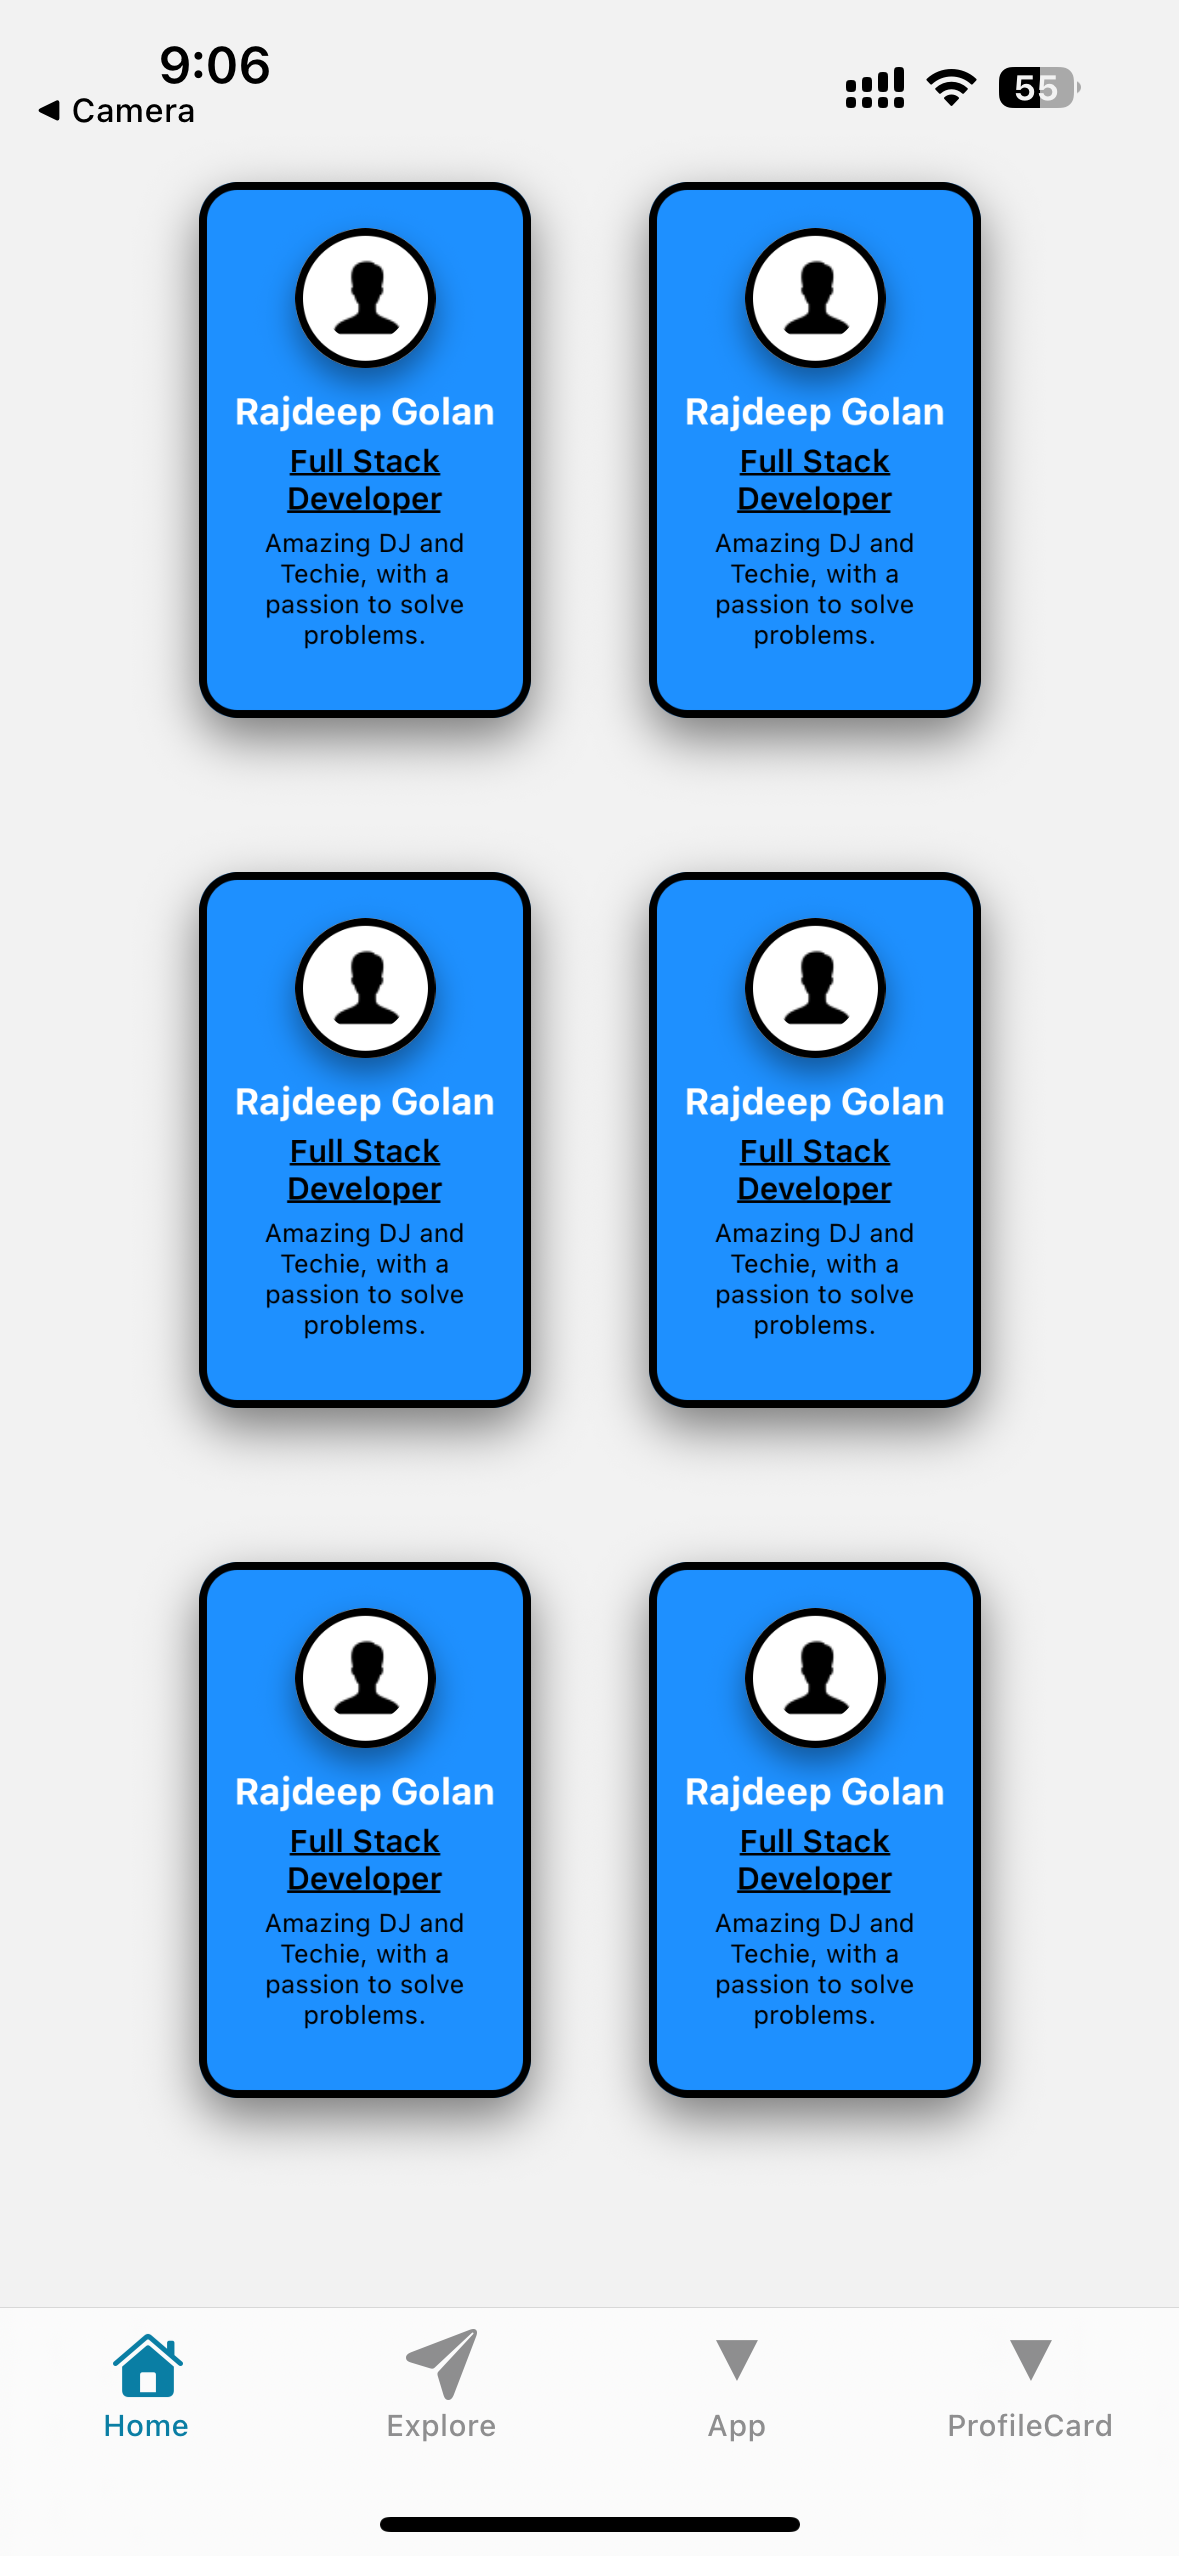 9:06
Camera
55
Rajdeep Golan
Full Stack
Developer
Amazing DJ and
Techie, with a
passion to solve
problems.
Rajdeep Golan
Full Stack
Developer
Amazing DJ and
Techie, with a
passion to solve
problems.
Rajdeep Golan
Full Stack
Developer
Amazing DJ and
Techie, with a
passion to solve
problems.
Rajdeep Golan
Full Stack
Developer
Amazing DJ and
Techie, with a
passion to solve
problems.
Rajdeep Golan
Full Stack
Developer
Amazing DJ and
Techie, with a
passion to solve
problems.
Rajdeep Golan
Full Stack
Developer
Amazing DJ and
Techie, with a
passion to solve
problems.
Home
Explore
App
ProfileCard